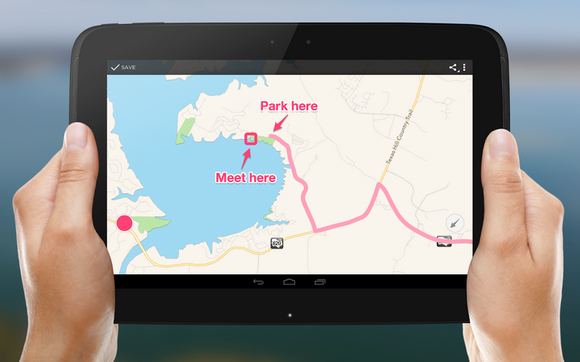 SAVE
Park here
Meet here
Texas Hill Country Trail